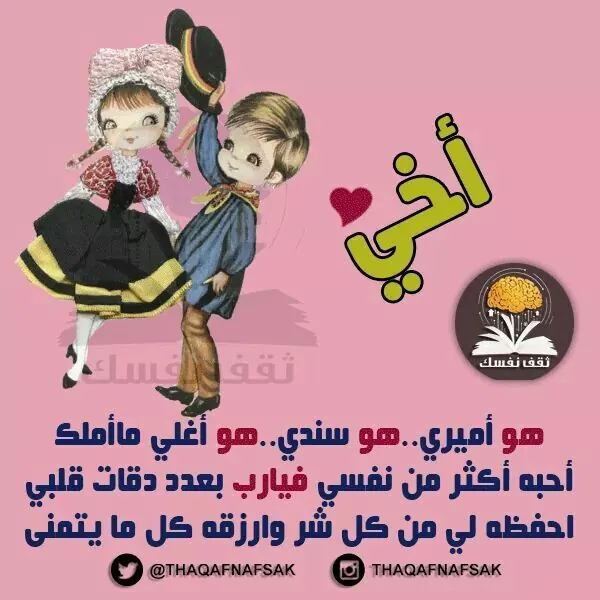 أخي
ثقف نفسك
ثقف نفسك
هو أميري..هو سندي..هو أغلي ماأملك
أحبه أكثر من نفسي فيارب بعدد دقات قلبي
احفظه لي من كل شر وارزقه كل ما يتمنى
@THAQAFNAFSAK THAQAFNAFSAK